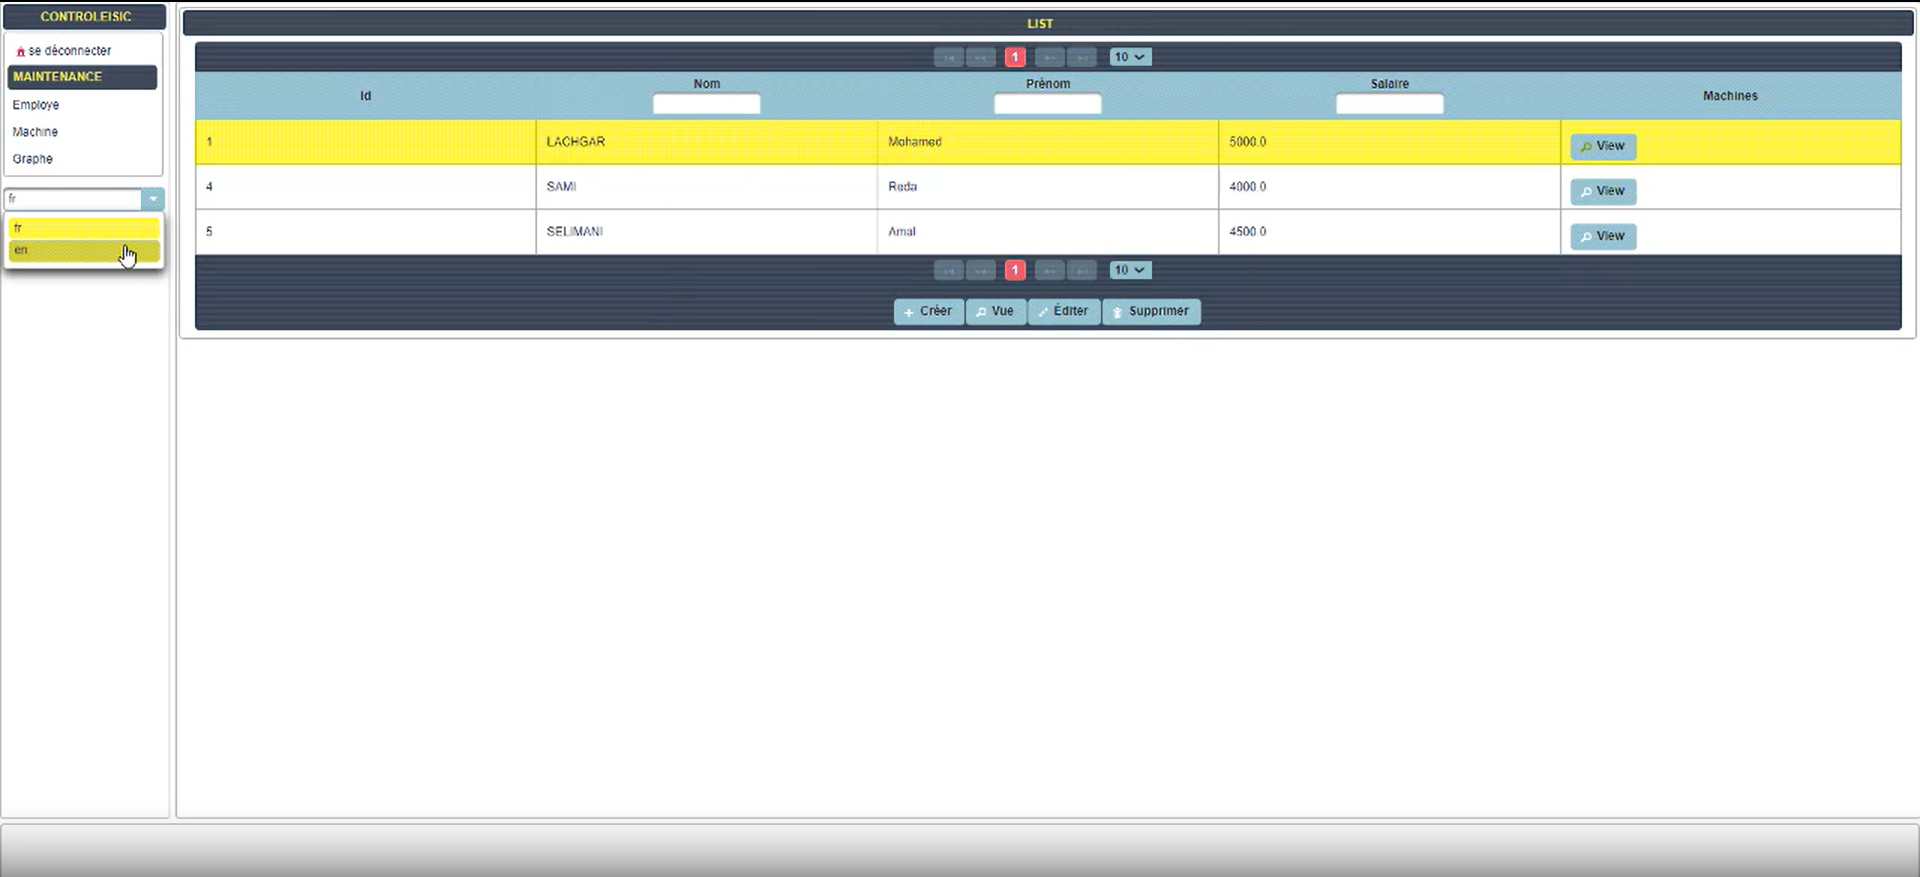 CONTROLEISIC
se déconnecter
MAINTENANCE
Employe
Machine
Graphe
fr
fr
en
LIST
1 10
Id Nom Prénom Salaire Machines
1 LACHGAR Mohamed 5000.0 View
4 SAMI Reda 4000.0 View
5 SELIMANI Amal 4500.0 View
1 10
Créer Vue Éditer Supprimer